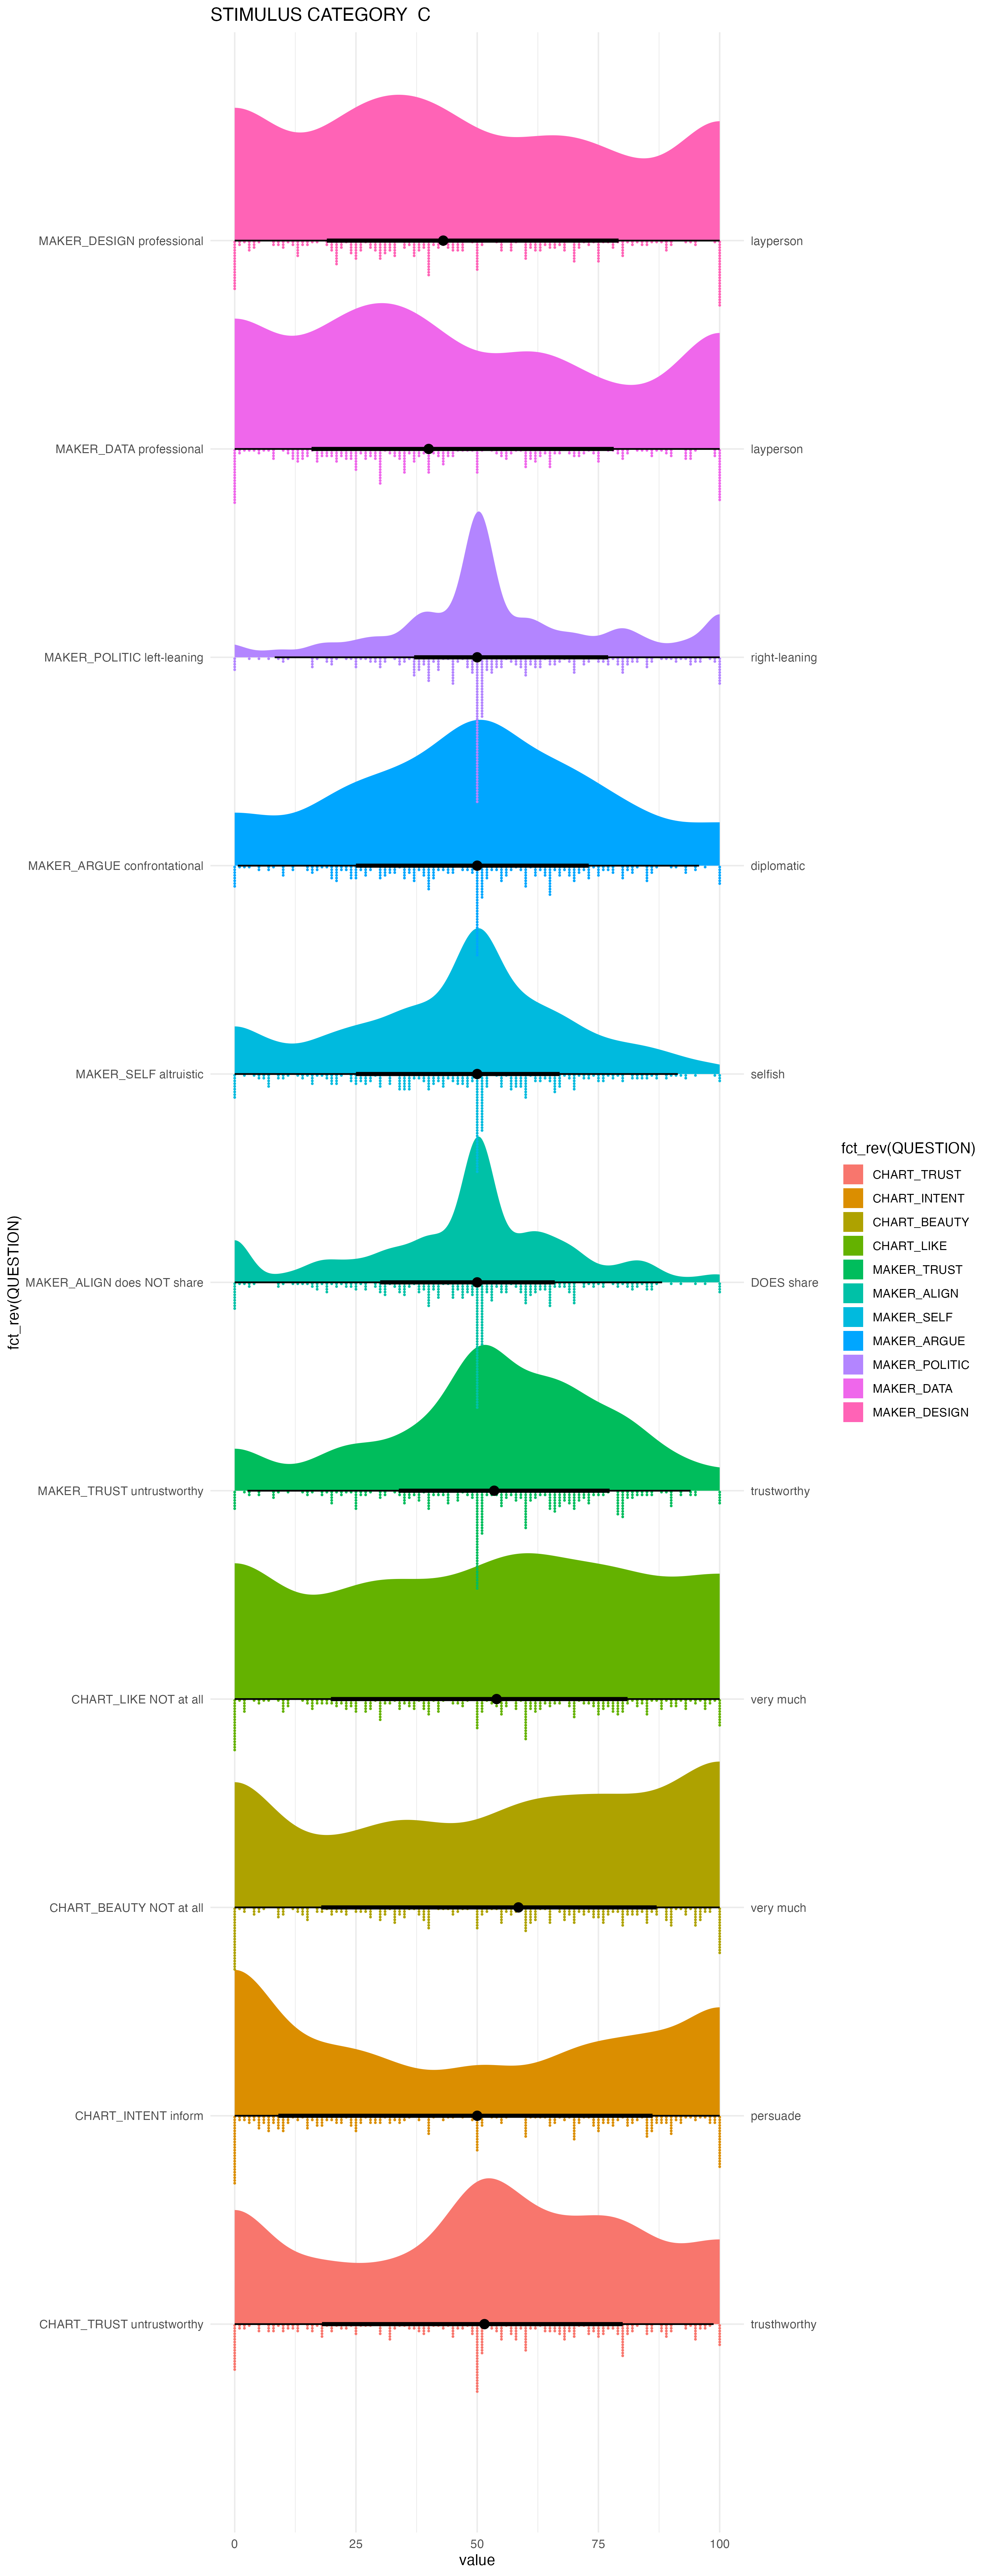 STIMULUS CATEGORY  C
MAKER_DESIGN professional
layperson
MAKER_DATA professional
layperson
MAKER_POLITIC left-leaning
right-leaning
MAKER_ARGUE confrontational
diplomatic
MAKER_SELF altruistic
selfish
MAKER_ALIGN does NOT share
DOES share
MAKER_TRUST untrustworthy
trustworthy
CHART_LIKE NOT at all
very much
CHART_BEAUTY NOT at all
very much
CHART_INTENT inform
persuade
CHART_TRUST untrustworthy
trusthworthy
fct_rev(QUESTION)
0
25
50
75
100
value
fct_rev(QUESTION)
CHART_TRUST
CHART_INTENT
CHART_BEAUTY
CHART_LIKE
MAKER_TRUST
MAKER_ALIGN
MAKER_SELF
MAKER_ARGUE
MAKER_POLITIC
MAKER_DATA
MAKER_DESIGN